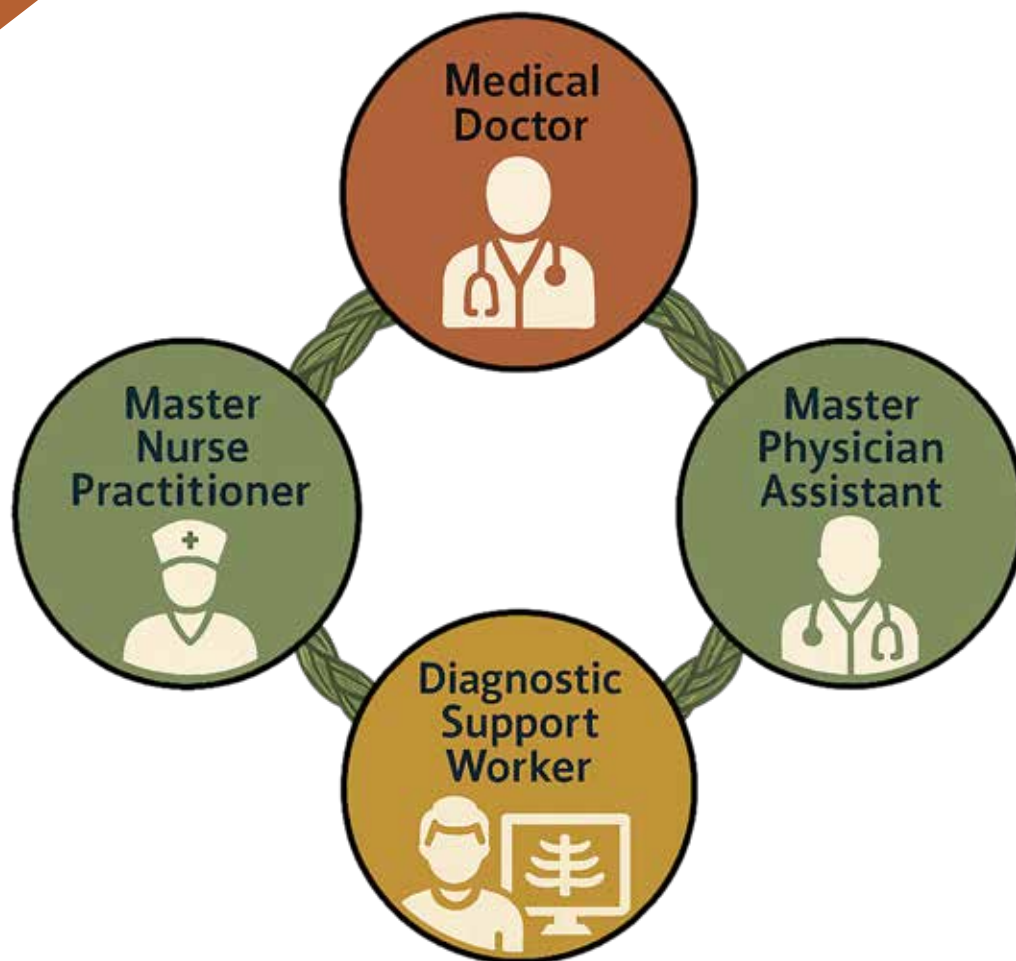 Medical
Doctor
Master
Nurse
Practitioner
Master
Physician
Assistant
Diagnostic
Support
Worker